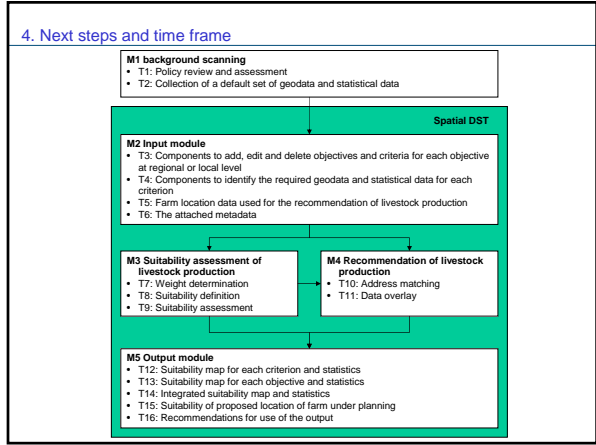 4. Next steps and time frame
M1 background scanning
• T1: Policy review and assessment
• T2: Collection of a default set of geodata and statistical data
Spatial DST
M2 Input module
• T3: Components to add, edit and delete objectives and criteria for each objective
at regional or local level
• T4: Components to identify the required geodata and statistical data for each
criterion
• T5: Farm location data used for the recommendation of livestock production
• T6: The attached metadata
M3 Suitability assessment of
livestock production
• T7: Weight determination
• T8: Suitability definition
• T9: Suitability assessment
M4 Recommendation of livestock
production
• T10: Address matching
• T11: Data overlay
M5 Output module
• T12: Suitability map for each criterion and statistics
• T13: Suitability map for each objective and statistics
• T14: Integrated suitability map and statistics
• T15: Suitability of proposed location of farm under planning
• T16: Recommendations for use of the output